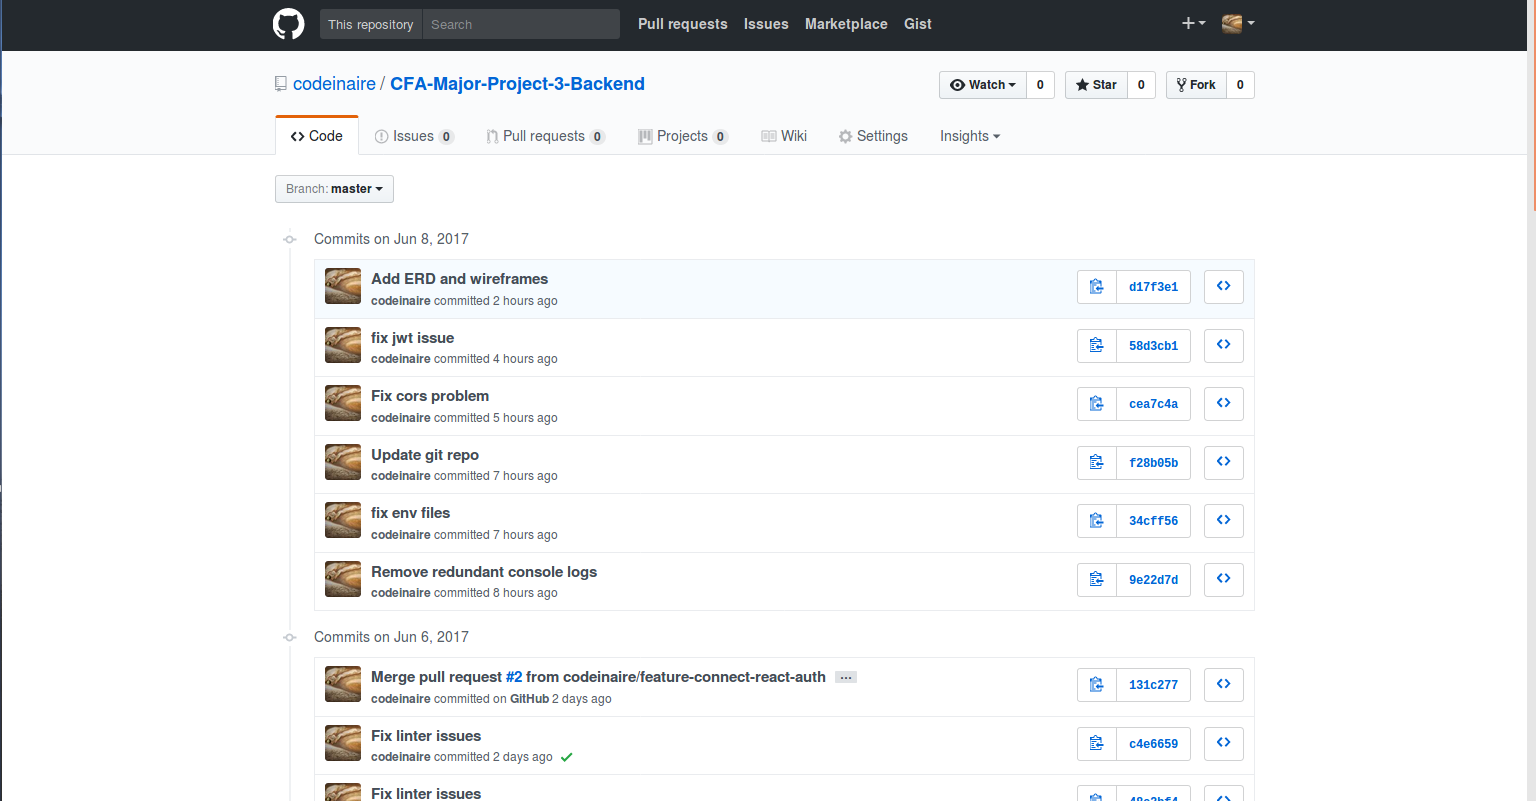 This repository Search Pull requests Issues Marketplace Gist
codeinaire / CFA-Major-Project-3-Backend Watch 0 Star 0 Fork 0
Code Issues 0 Pull requests 0 Projects 0 Wiki Settings Insights
Branch: master
Commits on Jun 8, 2017
Add ERD and wireframes
codeinaire committed 2 hours ago
d17f3e1
fix jwt issue
codeinaire committed 4 hours ago
58d3cb1
Fix cors problem
codeinaire committed 5 hours ago
cea7c4a
Update git repo
codeinaire committed 7 hours ago
f28b05b
fix env files
codeinaire committed 7 hours ago
34cff56
Remove redundant console logs
codeinaire committed 8 hours ago
9e22d7d
Commits on Jun 6, 2017
Merge pull request #2 from codeinaire/feature-connect-react-auth …
codeinaire committed on GitHub 2 days ago
131c277
Fix linter issues
codeinaire committed 2 days ago
c4e6659
Fix linter issues